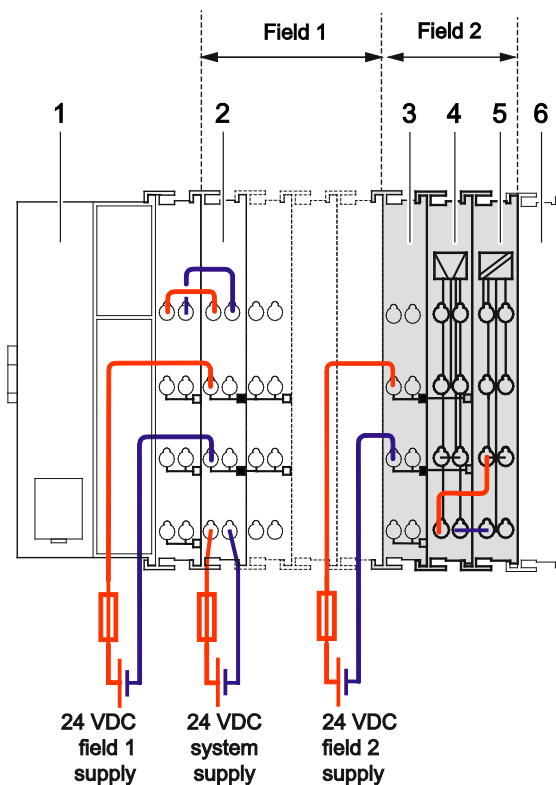 Field 1
Field 2
1
2
3
4
5
6
24 VDC
field 1
supply
24 VDC
system
supply
24 VDC
field 2
supply